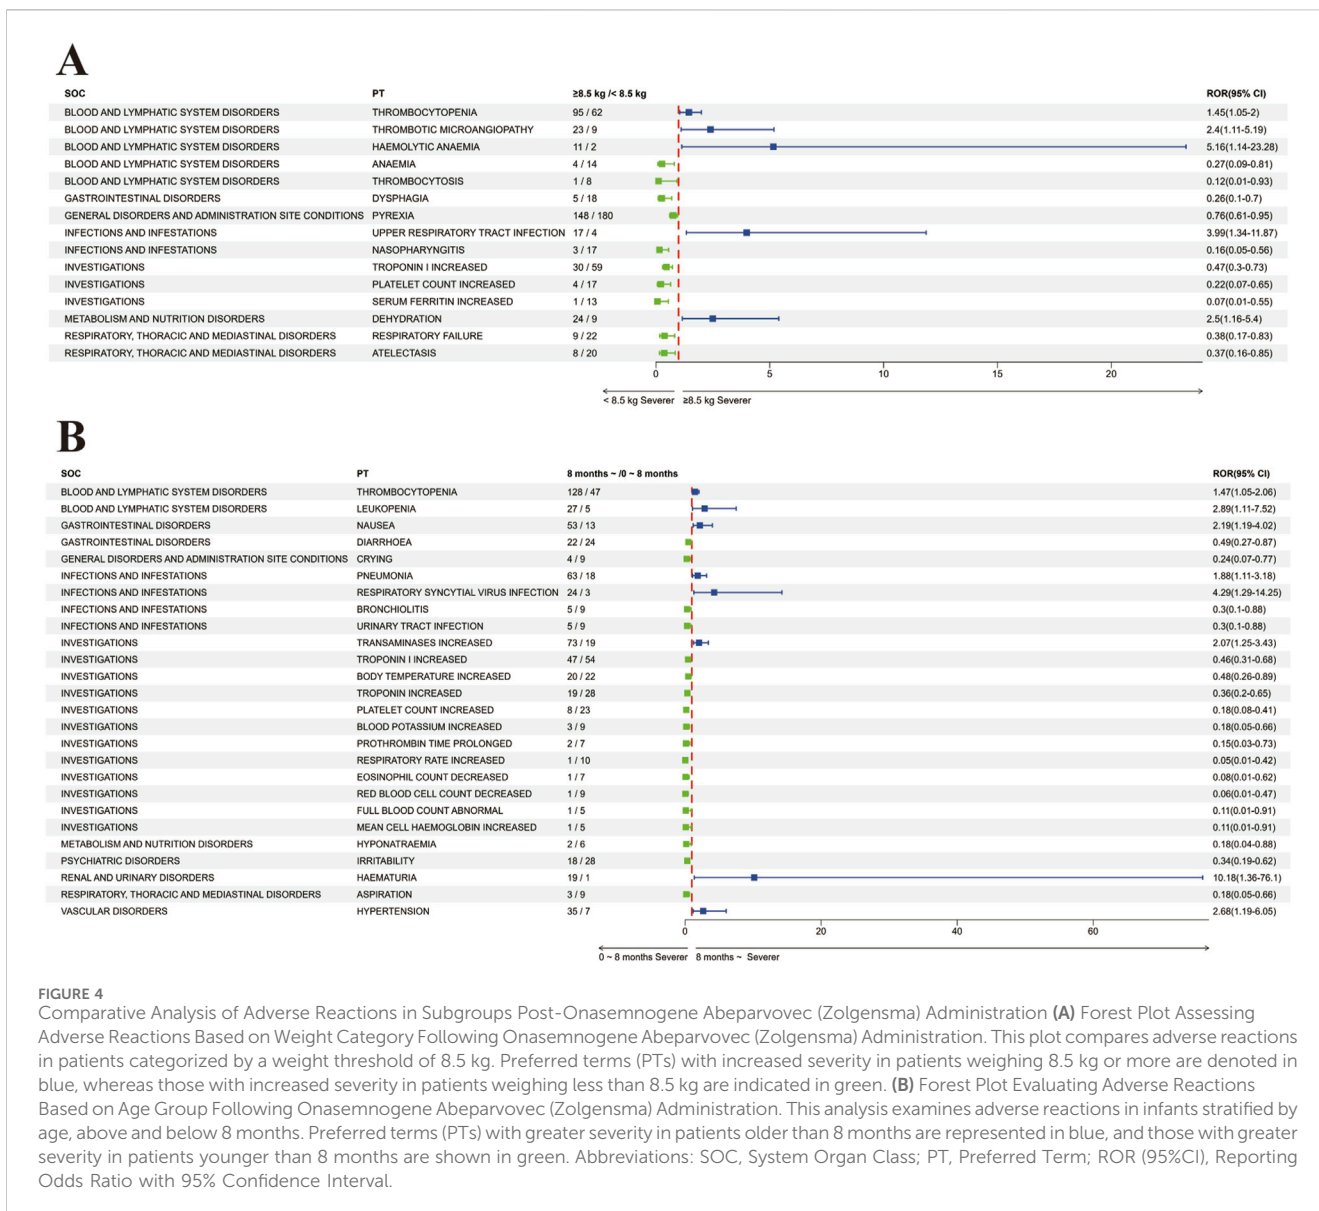 A
SOC PT ≥8.5 kg /< 8.5 kg ROR(95% CI)
BLOOD AND LYMPHATIC SYSTEM DISORDERS THROMBOCYTOPENIA 95 / 62 1.45(1.05-2)
BLOOD AND LYMPHATIC SYSTEM DISORDERS THROMBOTIC MICROANGIOPATHY 23 / 9 2.4(1.11-5.19)
BLOOD AND LYMPHATIC SYSTEM DISORDERS HAEMOLYTIC ANAEMIA 11 / 2 5.16(1.14-23.28)
BLOOD AND LYMPHATIC SYSTEM DISORDERS ANAEMIA 4 / 14 0.27(0.09-0.81)
BLOOD AND LYMPHATIC SYSTEM DISORDERS THROMBOCYTOSIS 1 / 8 0.12(0.01-0.93)
GASTROINTESTINAL DISORDERS DYSPHAGIA 5 / 18 0.26(0.1-0.7)
GENERAL DISORDERS AND ADMINISTRATION SITE CONDITIONS PYREXIA 148 / 180 0.76(0.61-0.95)
INFECTIONS AND INFESTATIONS UPPER RESPIRATORY TRACT INFECTION 17 / 4 3.99(1.34-11.87)
INFECTIONS AND INFESTATIONS NASOPHARYNGITIS 3 / 17 0.16(0.05-0.56)
INVESTIGATIONS TROPONIN I INCREASED 30 / 59 0.47(0.3-0.73)
INVESTIGATIONS PLATELET COUNT INCREASED 4 / 17 0.22(0.07-0.65)
INVESTIGATIONS SERUM FERRITIN INCREASED 1 / 13 0.07(0.01-0.55)
METABOLISM AND NUTRITION DISORDERS DEHYDRATION 24 / 9 2.5(1.16-5.4)
RESPIRATORY, THORACIC AND MEDIASTINAL DISORDERS RESPIRATORY FAILURE 9 / 22 0.38(0.17-0.83)
RESPIRATORY, THORACIC AND MEDIASTINAL DISORDERS ATELECTASIS 8 / 20 0.37(0.16-0.85)
0 5 10 15 20
< 8.5 kg Severer ≥8.5 kg Severer
B
SOC PT 8 months ~ /0 ~ 8 months ROR(95% CI)
BLOOD AND LYMPHATIC SYSTEM DISORDERS THROMBOCYTOPENIA 128 / 47 1.47(1.05-2.06)
BLOOD AND LYMPHATIC SYSTEM DISORDERS LEUKOPENIA 27 / 5 2.89(1.11-7.52)
GASTROINTESTINAL DISORDERS NAUSEA 53 / 13 2.19(1.19-4.02)
GASTROINTESTINAL DISORDERS DIARRHOEA 22 / 24 0.49(0.27-0.87)
GENERAL DISORDERS AND ADMINISTRATION SITE CONDITIONS CRYING 4 / 9 0.24(0.07-0.77)
INFECTIONS AND INFESTATIONS PNEUMONIA 63 / 18 1.88(1.11-3.18)
INFECTIONS AND INFESTATIONS RESPIRATORY SYNCYTIAL VIRUS INFECTION 24 / 3 4.29(1.29-14.25)
INFECTIONS AND INFESTATIONS BRONCHIOLITIS 5 / 9 0.3(0.1-0.88)
INFECTIONS AND INFESTATIONS URINARY TRACT INFECTION 5 / 9 0.3(0.1-0.88)
INVESTIGATIONS TRANSAMINASES INCREASED 73 / 19 2.07(1.25-3.43)
INVESTIGATIONS TROPONIN I INCREASED 47 / 54 0.46(0.31-0.68)
INVESTIGATIONS BODY TEMPERATURE INCREASED 20 / 22 0.48(0.26-0.89)
INVESTIGATIONS TROPONIN INCREASED 19 / 28 0.36(0.2-0.65)
INVESTIGATIONS PLATELET COUNT INCREASED 8 / 23 0.18(0.08-0.41)
INVESTIGATIONS BLOOD POTASSIUM INCREASED 3 / 9 0.18(0.05-0.66)
INVESTIGATIONS PROTHROMBIN TIME PROLONGED 2 / 7 0.15(0.03-0.73)
INVESTIGATIONS RESPIRATORY RATE INCREASED 1 / 10 0.05(0.01-0.42)
INVESTIGATIONS EOSINOPHIL COUNT DECREASED 1 / 7 0.08(0.01-0.62)
INVESTIGATIONS RED BLOOD CELL COUNT DECREASED 1 / 9 0.06(0.01-0.47)
INVESTIGATIONS FULL BLOOD COUNT ABNORMAL 1 / 5 0.11(0.01-0.91)
INVESTIGATIONS MEAN CELL HAEMOGLOBIN INCREASED 1 / 5 0.11(0.01-0.91)
METABOLISM AND NUTRITION DISORDERS HYPONATRAEMIA 2 / 6 0.18(0.04-0.88)
PSYCHIATRIC DISORDERS IRRITABILITY 18 / 28 0.34(0.19-0.62)
RENAL AND URINARY DISORDERS HAEMATURIA 19 / 1 10.18(1.36-76.1)
RESPIRATORY, THORACIC AND MEDIASTINAL DISORDERS ASPIRATION 3 / 9 0.18(0.05-0.66)
VASCULAR DISORDERS HYPERTENSION 35 / 7 2.68(1.19-6.05)
0 20 40 60
0 ~ 8 months Severer 8 months ~ Severer
FIGURE 4
Comparative Analysis of Adverse Reactions in Subgroups Post-Onasemnogene Abeparvovec (Zolgensma) Administration (A) Forest Plot Assessing
Adverse Reactions Based on Weight Category Following Onasemnogene Abeparvovec (Zolgensma) Administration. This plot compares adverse reactions
in patients categorized by a weight threshold of 8.5 kg. Preferred terms (PTs) with increased severity in patients weighing 8.5 kg or more are denoted in
blue, whereas those with increased severity in patients weighing less than 8.5 kg are indicated in green. (B) Forest Plot Evaluating Adverse Reactions
Based on Age Group Following Onasemnogene Abeparvovec (Zolgensma) Administration. This analysis examines adverse reactions in infants stratified by
age, above and below 8 months. Preferred terms (PTs) with greater severity in patients older than 8 months are represented in blue, and those with greater
severity in patients younger than 8 months are shown in green. Abbreviations: SOC, System Organ Class; PT, Preferred Term; ROR (95%CI), Reporting
Odds Ratio with 95% Confidence Interval.